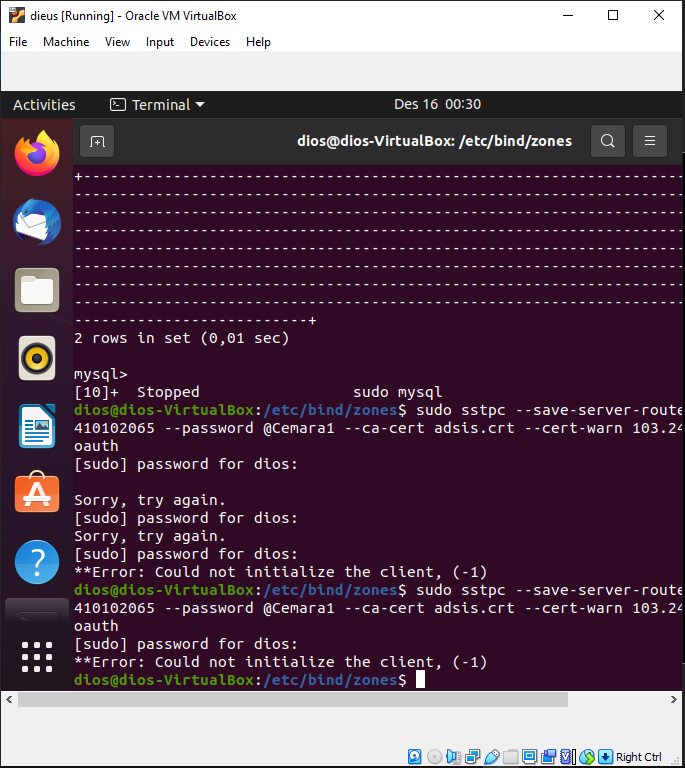 dieus [Running] - Oracle VM VirtualBox
File Machine View Input Devices Help
Activities Terminal Des 16 00:30
dios@dios-VirtualBox: /etc/bind/zones
+-------------------------------------------------------------------
--------------------------------------------------------------------
--------------------------------------------------------------------
--------------------------------------------------------------------
--------------------------------------------------------------------
--------------------------------------------------------------------
--------------------------------------------------------------------
--------------------------------------------------------------------
--------------------------+
2 rows in set (0,01 sec)
mysql>
[10]+  Stopped                 sudo mysql
dios@dios-VirtualBox:/etc/bind/zones$ sudo sstpc --save-server-route
410102065 --password @Cemara1 --ca-cert adsis.crt --cert-warn 103.24
oauth
[sudo] password for dios:
Sorry, try again.
[sudo] password for dios:
Sorry, try again.
[sudo] password for dios:
**Error: Could not initialize the client, (-1)
dios@dios-VirtualBox:/etc/bind/zones$ sudo sstpc --save-server-route
410102065 --password @Cemara1 --ca-cert adsis.crt --cert-warn 103.24
oauth
[sudo] password for dios:
**Error: Could not initialize the client, (-1)
dios@dios-VirtualBox:/etc/bind/zones$
Right Ctrl